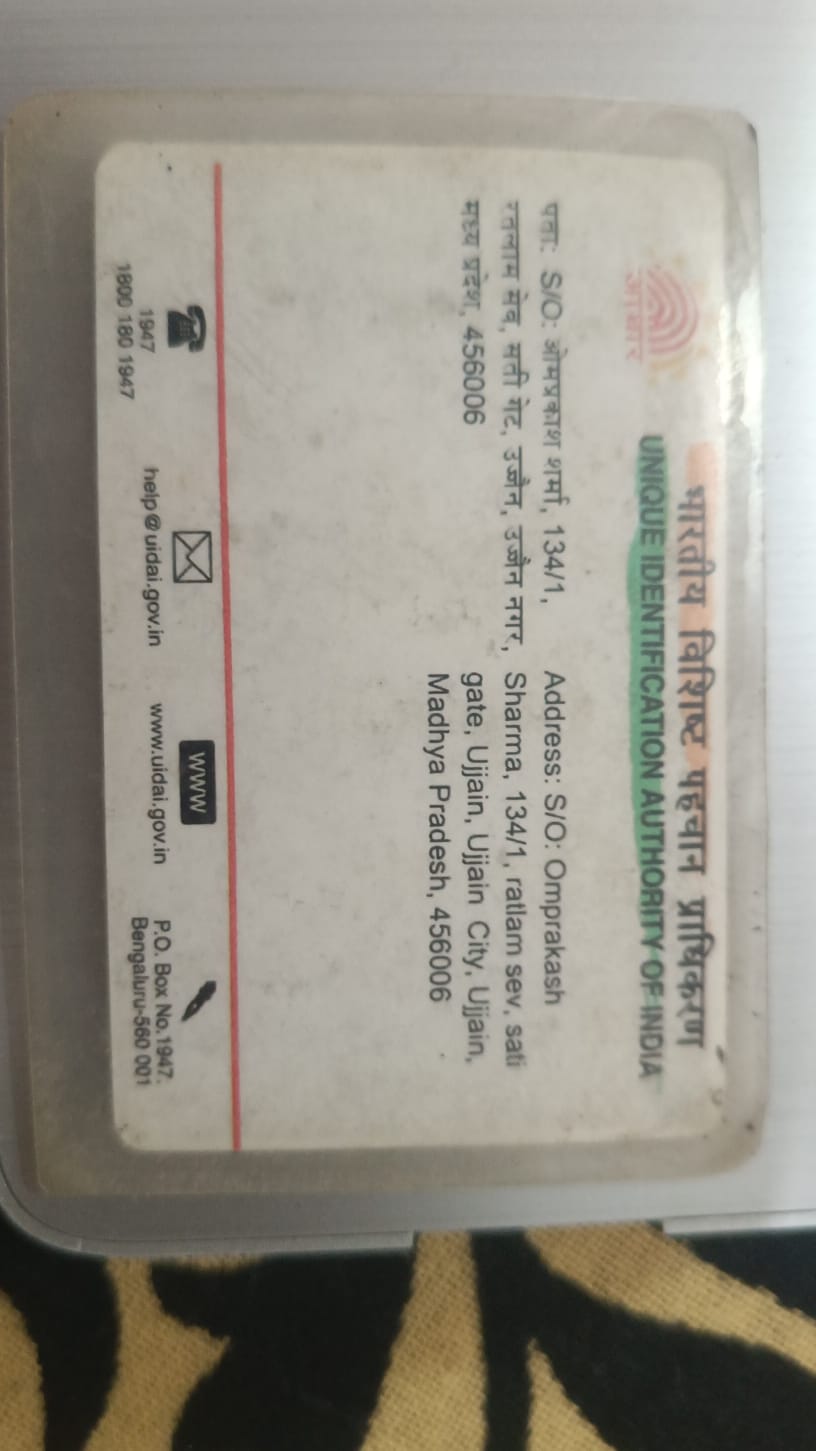 भारतीय विशिष्ट पहचान प्राधिकरण
UNIQUE IDENTIFICATION AUTHORITY OF INDIA
आधार
पता: S/O: ओमप्रकाश शर्मा, 134/1,
रतलाम सेव, सती गेट, उज्जैन, उज्जैन नगर,
मध्य प्रदेश, 456006
Address: S/O: Omprakash
Sharma, 134/1, ratlam sev, sati
gate, Ujjain, Ujjain City, Ujjain,
Madhya Pradesh, 456006
1947
1800 180 1947
help@uidai.gov.in
WWW
www.uidai.gov.in
P.O. Box No.1947,
Bengaluru-560 001